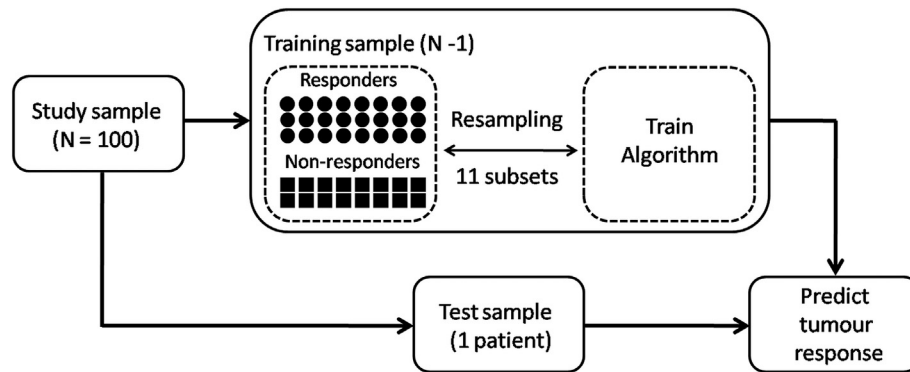 Training sample (N -1)
Responders
Non-responders
Resampling
11 subsets
Train
Algorithm
Study sample
(N = 100)
Test sample
(1 patient)
Predict
tumour
response